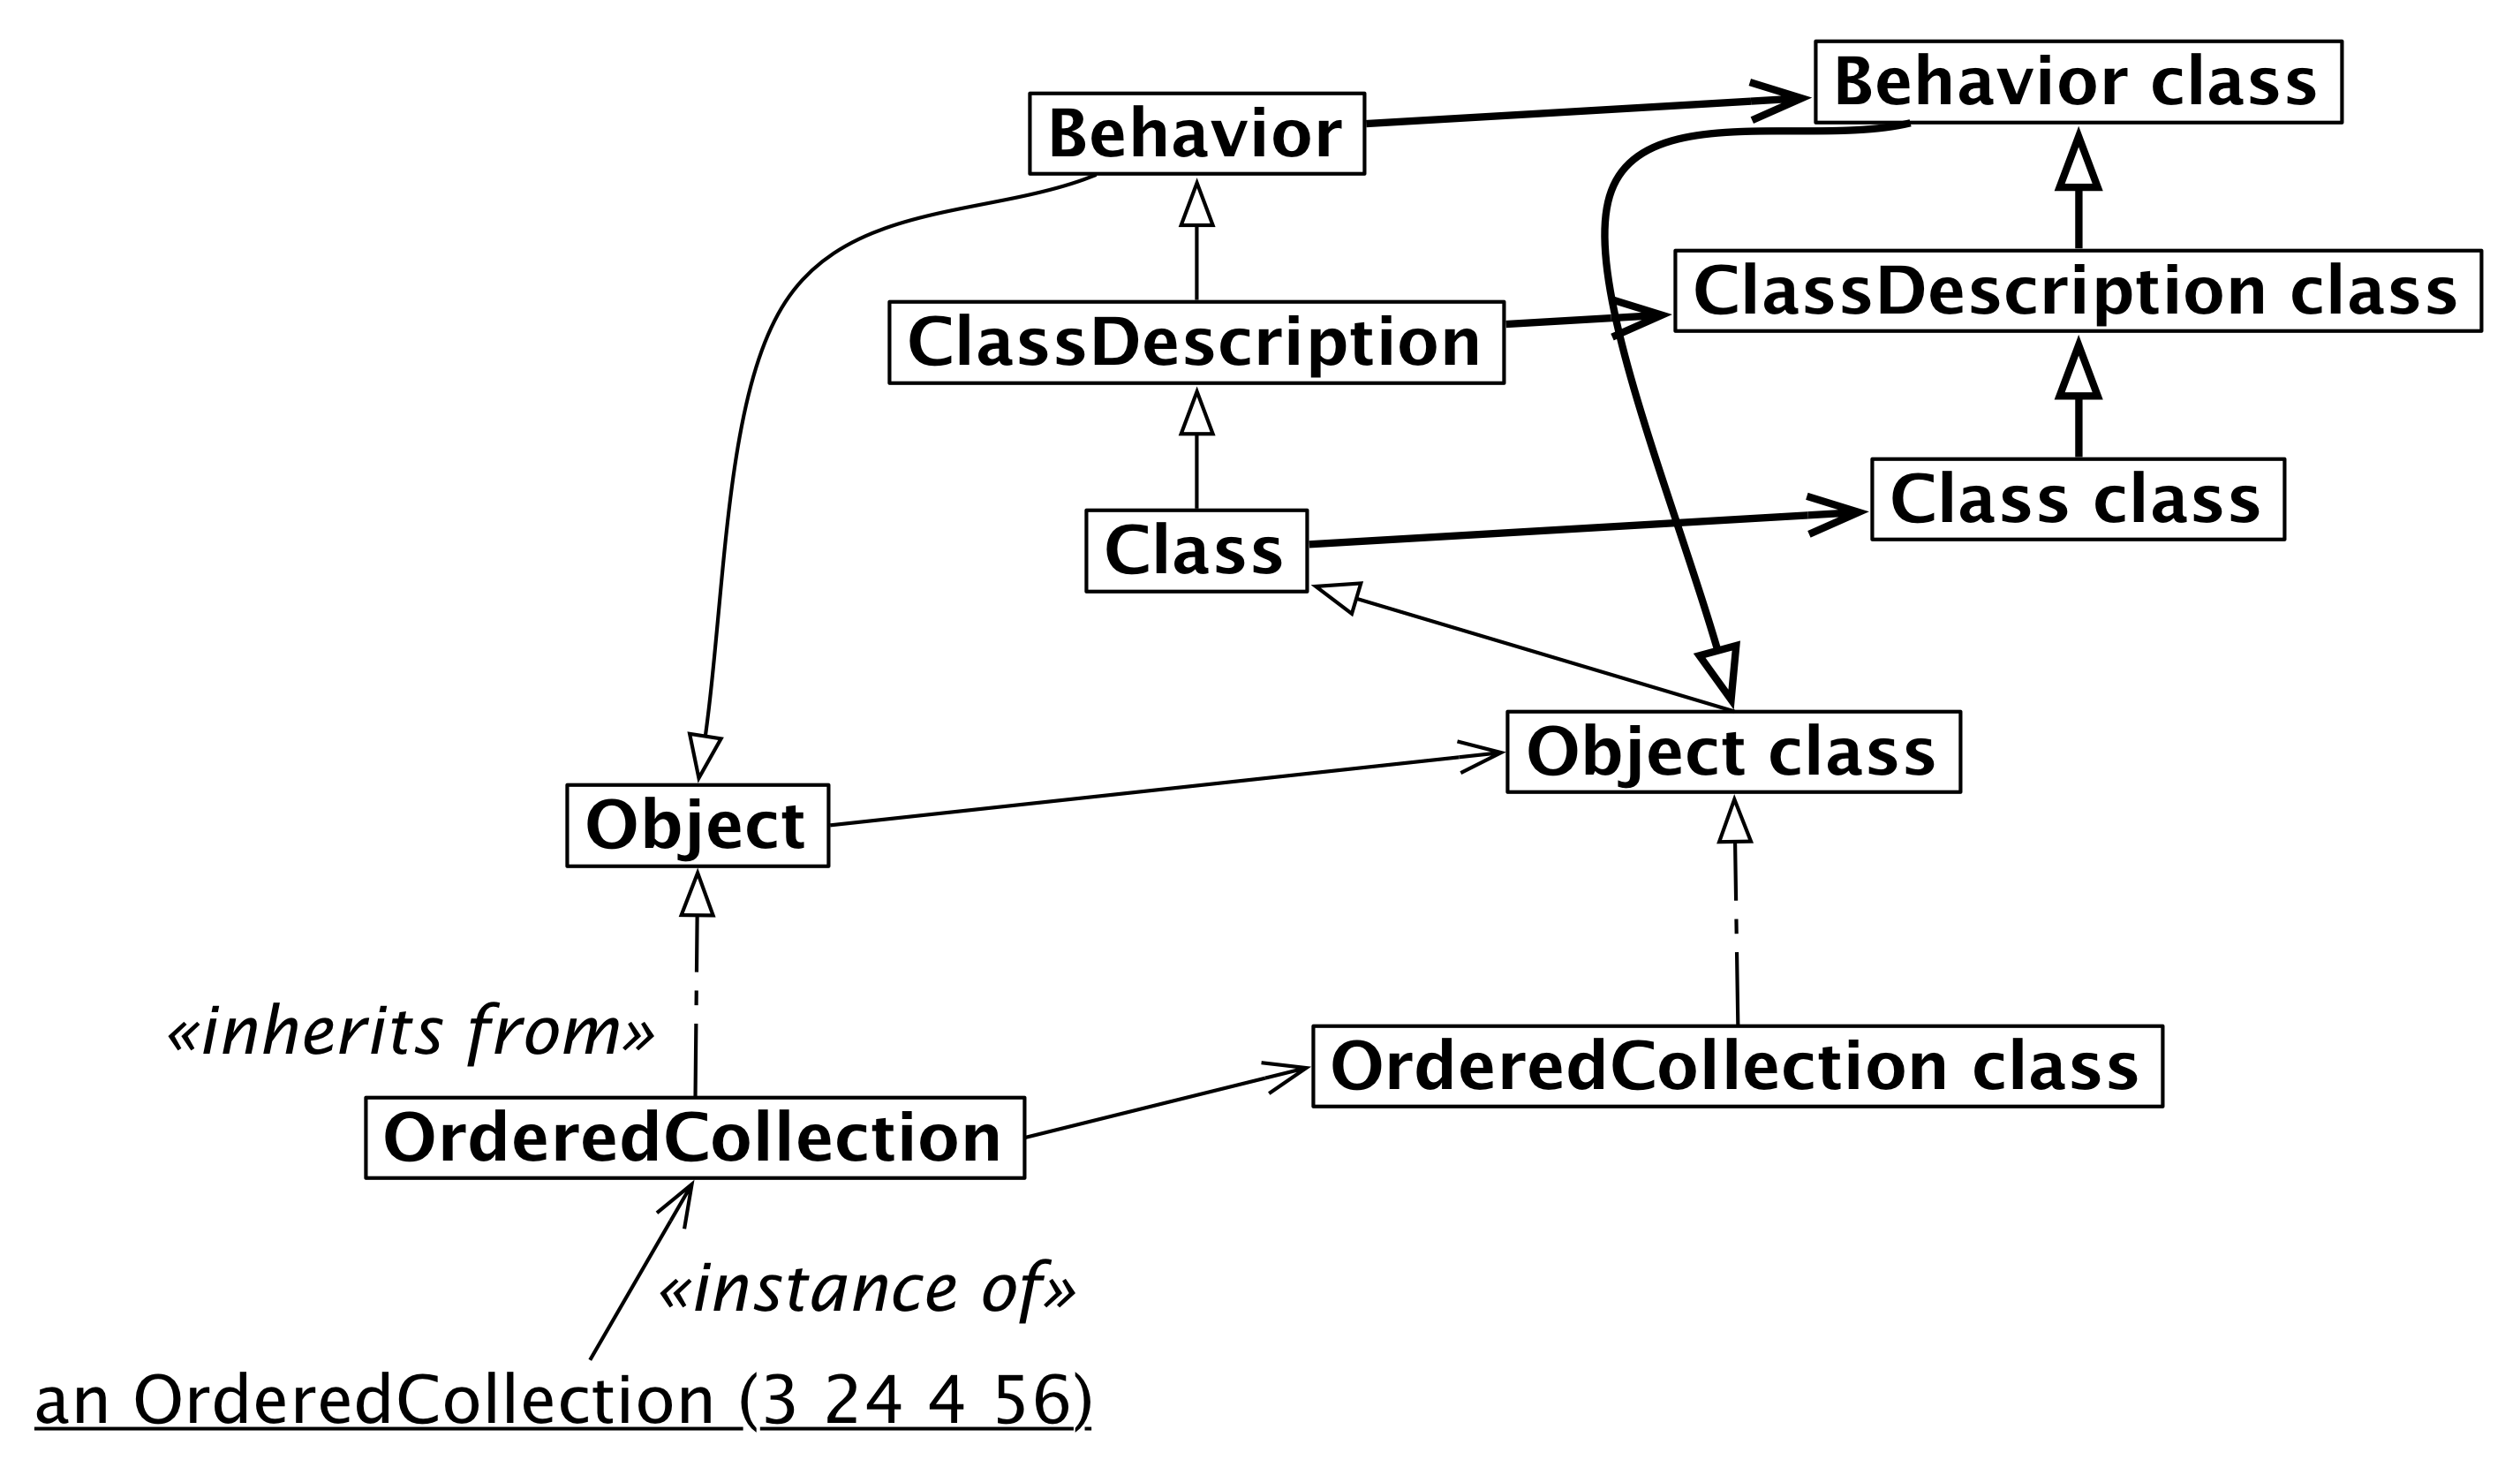 Behavior class
Behavior
ClassDescription class
ClassDescription
Class class
Class
Object class
Object
«inherits from»
OrderedCollection class
OrderedCollection
«instance of»
an OrderedCollection (3 24 4 56)